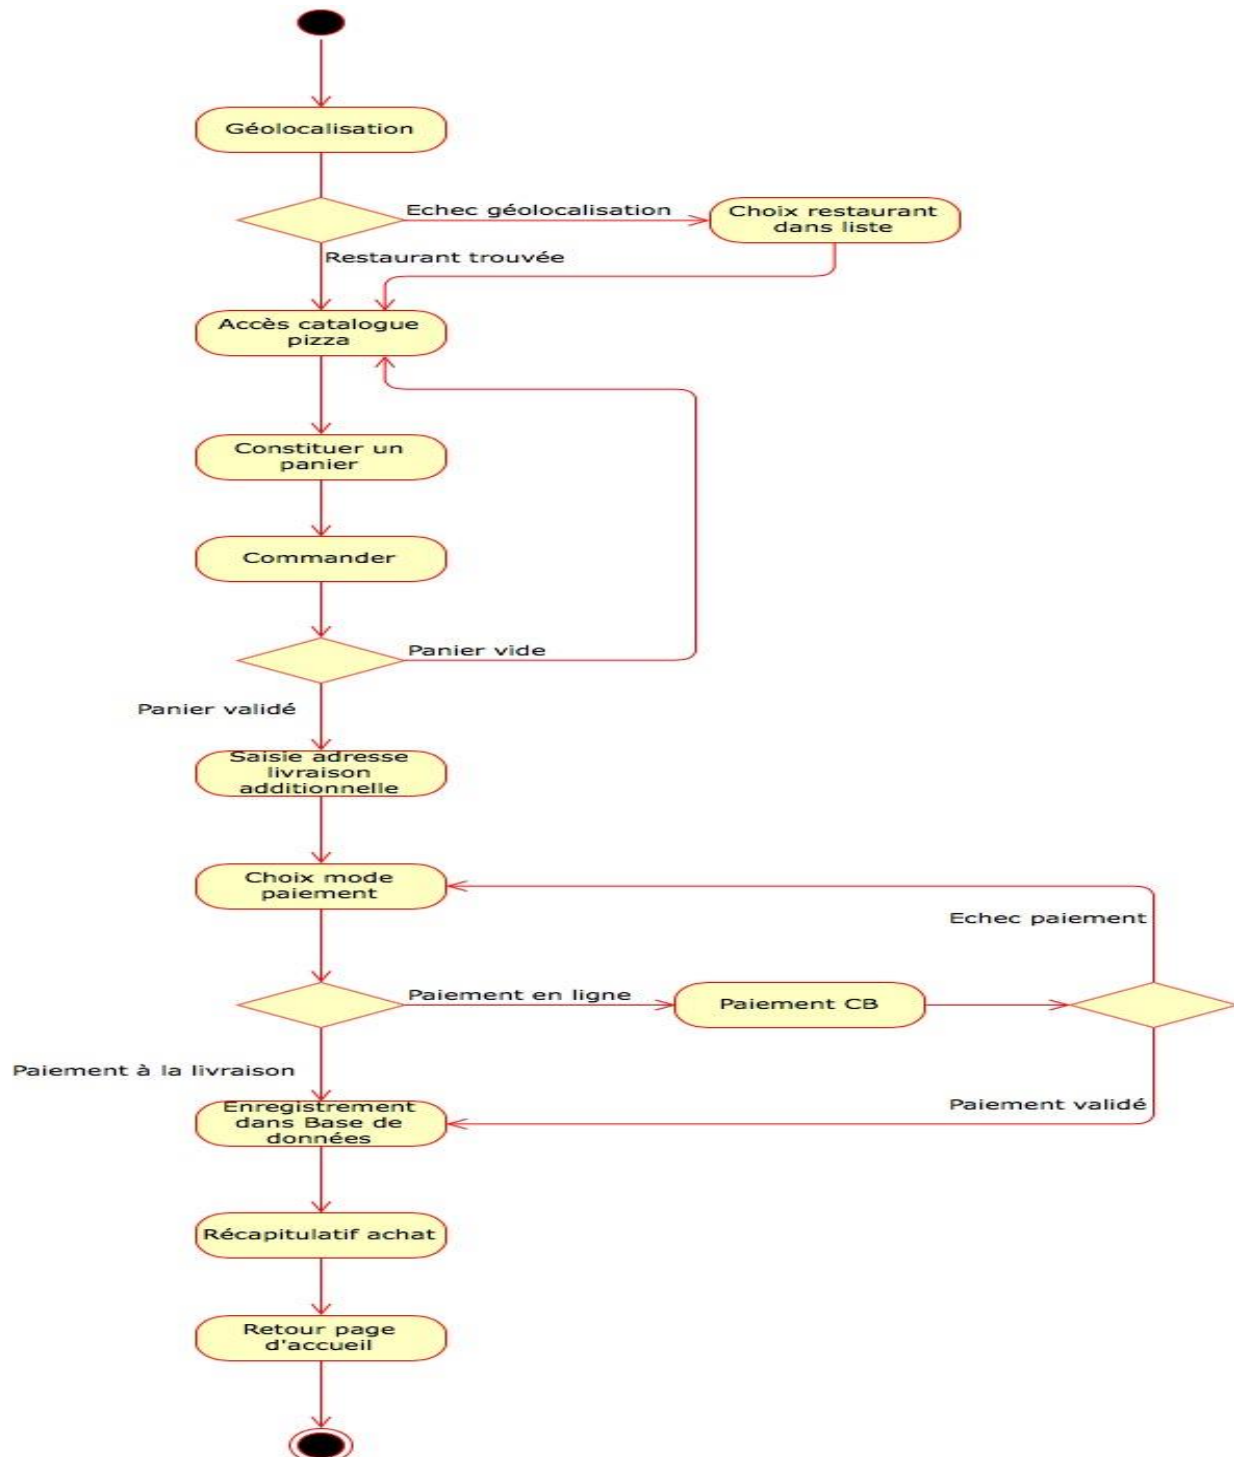 Géolocalisation
Echec géolocalisation
Choix restaurant
dans liste
Restaurant trouvée
Accès catalogue
pizza
Constituer un
panier
Commander
Panier vide
Panier validé
Saisie adresse
livraison
additionnelle
Choix mode
paiement
Echec paiement
Paiement en ligne
Paiement CB
Paiement à la livraison
Enregistrement
dans Base de
données
Paiement validé
Récapitulatif achat
Retour page
d'accueil